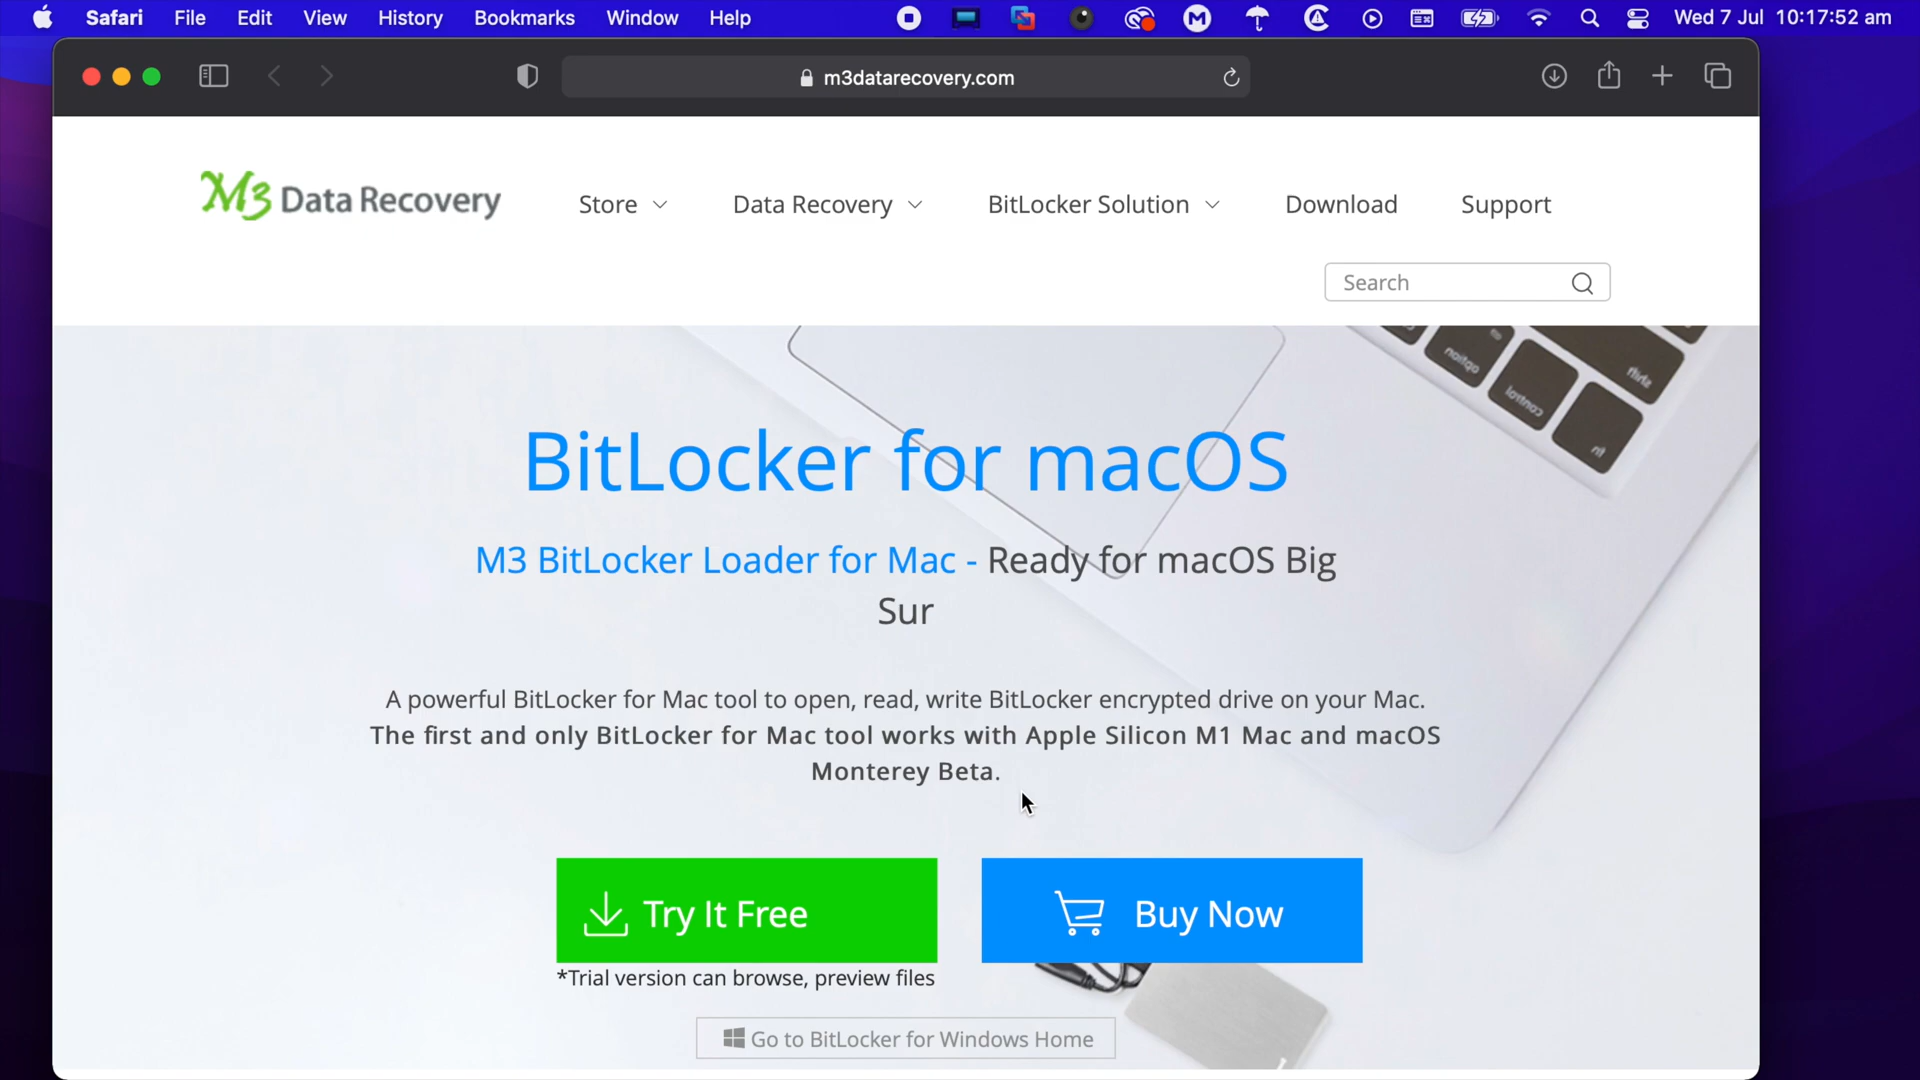 Safari File Edit View History Bookmarks Window Help Wed 7 Jul 10:17:52 am
m3datarecovery.com
M3 Data Recovery Store Data Recovery BitLocker Solution Download Support
Search
option
shift
control
fn
BitLocker for macOS
M3 BitLocker Loader for Mac - Ready for macOS Big
Sur
A powerful BitLocker for Mac tool to open, read, write BitLocker encrypted drive on your Mac.
The first and only BitLocker for Mac tool works with Apple Silicon M1 Mac and macOS
Monterey Beta.
Try It Free Buy Now
*Trial version can browse, preview files
Go to BitLocker for Windows Home